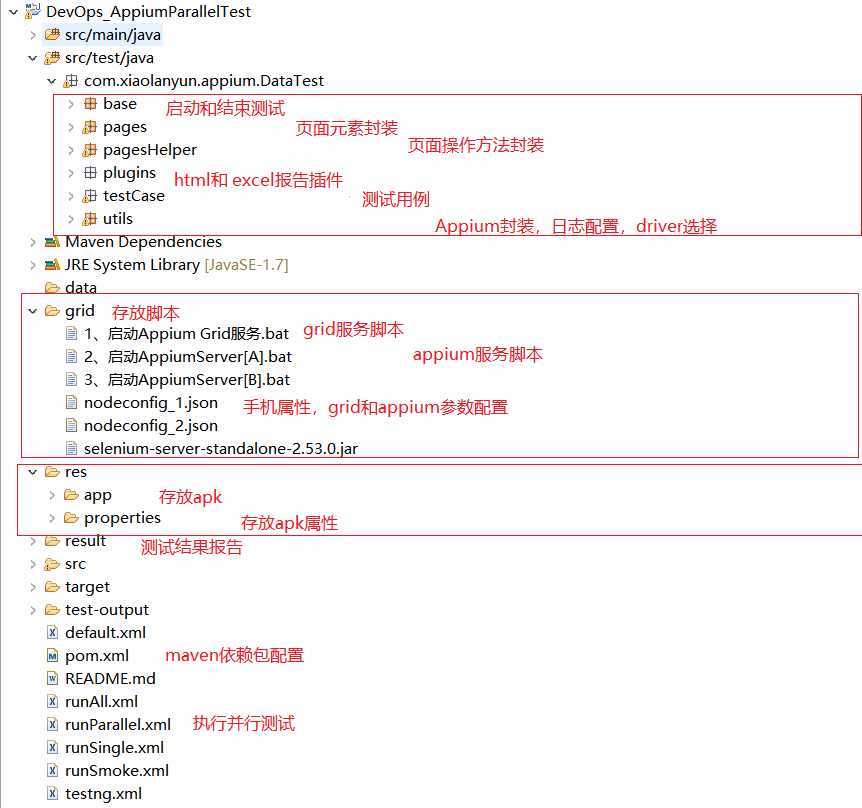 DevOps_AppiumParallelTest
src/main/java
src/test/java
com.xiaolanyun.appium.DataTest
base 启动和结束测试
pages 页面元素封装
pagesHelper 页面操作方法封装
plugins html和 excel报告插件
testCase 测试用例
utils Appium封装，日志配置，driver选择
Maven Dependencies
JRE System Library [JavaSE-1.7]
data
grid 存放脚本
1、启动Appium Grid服务.bat grid服务脚本
2、启动AppiumServer[A].bat appium服务脚本
3、启动AppiumServer[B].bat
nodeconfig_1.json 手机属性，grid和appium参数配置
nodeconfig_2.json
selenium-server-standalone-2.53.0.jar
res
app 存放apk
properties 存放apk属性
result 测试结果报告
src
target
test-output
default.xml
pom.xml maven依赖包配置
README.md
runAll.xml
runParallel.xml 执行并行测试
runSingle.xml
runSmoke.xml
testng.xml